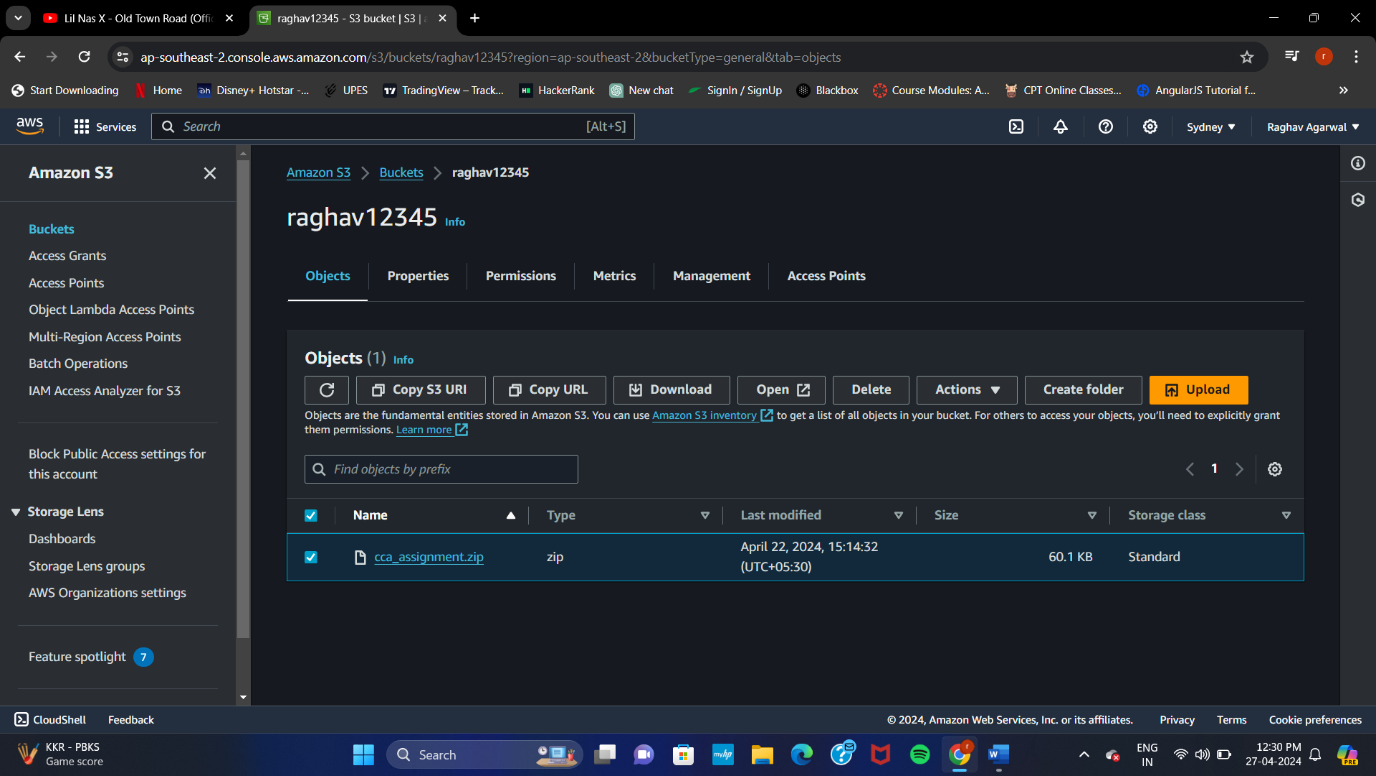 Lil Nas X - Old Town Road (Offi
raghav12345 - S3 bucket | S3 |
ap-southeast-2.console.aws.amazon.com/s3/buckets/raghav12345?region=ap-southeast-2&bucketType=general&tab=objects
r
Start Downloading
Home
Disney+ Hotstar -...
UPES
TradingView – Track...
HackerRank
New chat
SignIn / SignUp
Blackbox
Course Modules: A...
CPT Online Classes...
AngularJS Tutorial f...
aws
Services
Search
[Alt+S]
Sydney
Raghav Agarwal
Amazon S3
Buckets
Access Grants
Access Points
Object Lambda Access Points
Multi-Region Access Points
Batch Operations
IAM Access Analyzer for S3
Block Public Access settings for
this account
Storage Lens
Dashboards
Storage Lens groups
AWS Organizations settings
Feature spotlight 7
Amazon S3 > Buckets > raghav12345
raghav12345 Info
Objects
Properties
Permissions
Metrics
Management
Access Points
Objects (1) Info
Copy S3 URI
Copy URL
Download
Open
Delete
Actions
Create folder
Upload
Objects are the fundamental entities stored in Amazon S3. You can use Amazon S3 inventory to get a list of all objects in your bucket. For others to access your objects, you'll need to explicitly grant
them permissions. Learn more
Find objects by prefix
1
Name
Type
Last modified
Size
Storage class
cca_assignment.zip
zip
April 22, 2024, 15:14:32
(UTC+05:30)
60.1 KB
Standard
CloudShell
Feedback
© 2024, Amazon Web Services, Inc. or its affiliates.
Privacy
Terms
Cookie preferences
KKR - PBKS
Game score
Search
ENG
IN
12:30 PM
27-04-2024